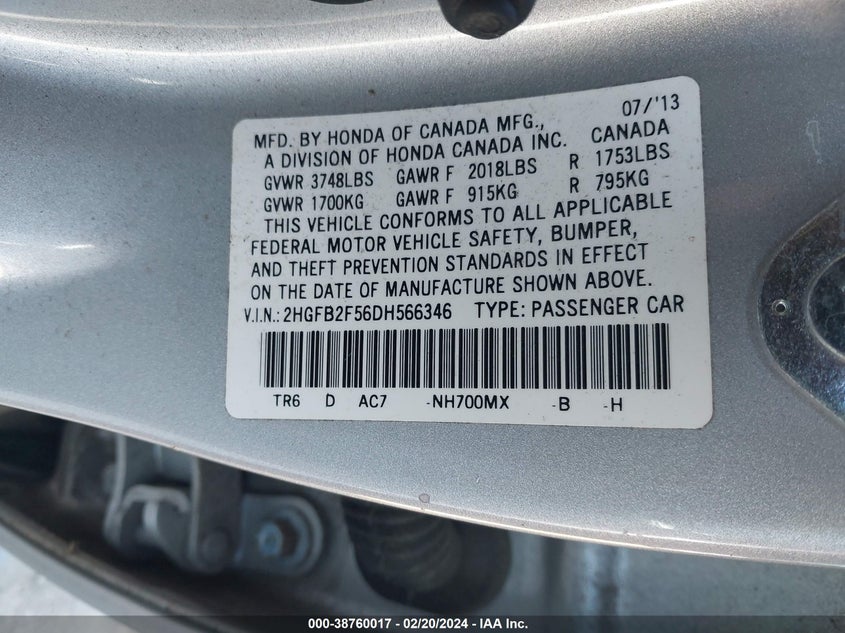 07/'13
MFD. BY HONDA OF CANADA MFG.,
A DIVISION OF HONDA CANADA INC. CANADA
GVWR 3748LBS GAWR F 2018LBS R 1753LBS
GVWR 1700KG GAWR F 915KG R 795KG
THIS VEHICLE CONFORMS TO ALL APPLICABLE
FEDERAL MOTOR VEHICLE SAFETY, BUMPER,
AND THEFT PREVENTION STANDARDS IN EFFECT
ON THE DATE OF MANUFACTURE SHOWN ABOVE.
V.I.N.: 2HGFB2F56DH566346 TYPE: PASSENGER CAR
TR6 D AC7 -NH700MX -B -H
000-38760017 - 02/20/2024 - IAA Inc.